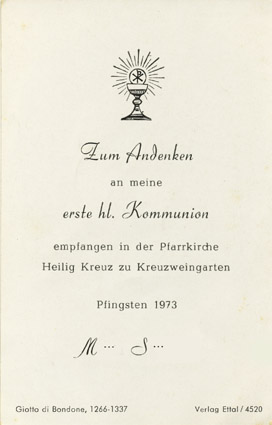 Zum Andenken
an meine
erste hl. Kommunion
empfangen in der Pfarrkirche
Heilig Kreuz zu Kreuzweingarten
Pfingsten 1973
M... S...
Giotto di Bondone, 1266-1337 Verlag Ettal / 4520